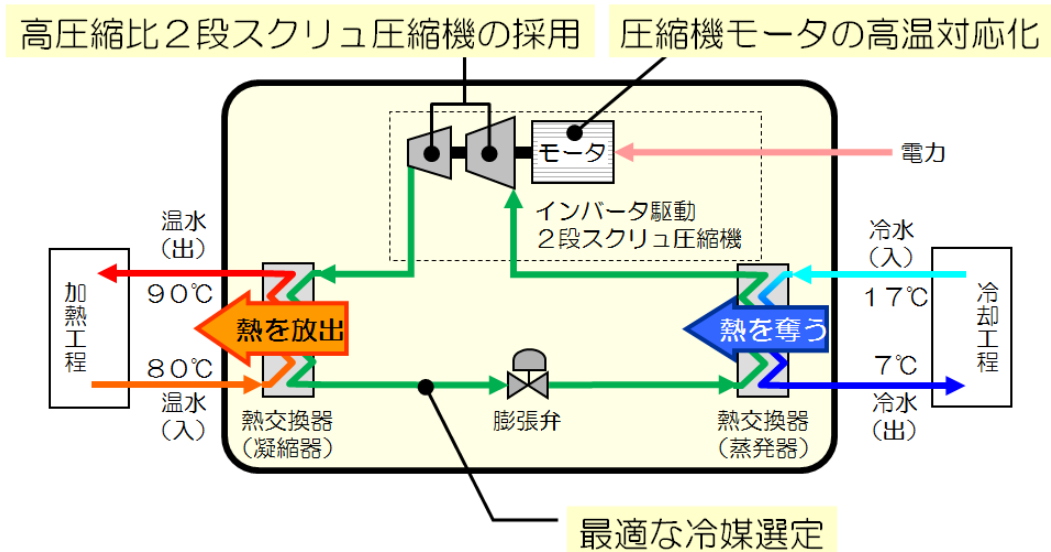 高圧縮比２段スクリュ圧縮機の採用
圧縮機モータの高温対応化
モータ
電力
インバータ駆動
２段スクリュ圧縮機
温水
（出）
９０℃
加熱工程
熱を放出
８０℃
温水
（入）
熱交換器
（凝縮器）
膨張弁
冷水
（入）
１７℃
冷却工程
熱を奪う
７℃
冷水
（出）
熱交換器
（蒸発器）
最適な冷媒選定